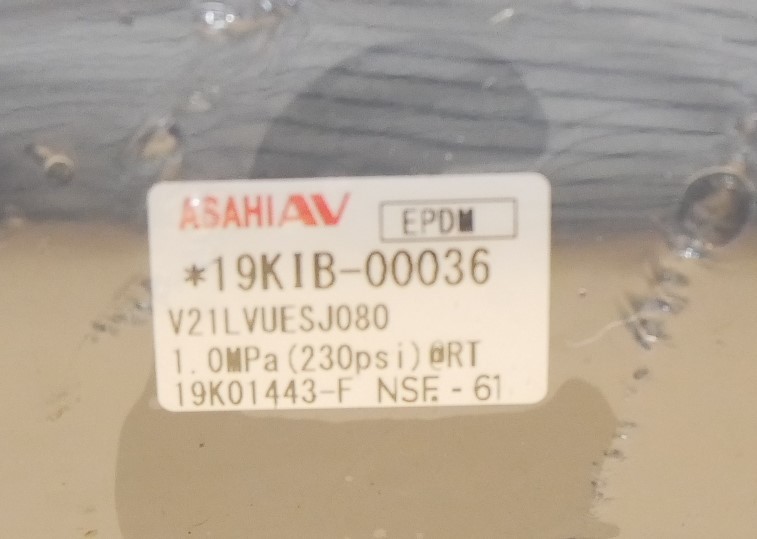 ASAHI AV EPDM
*19KIB-00036
V21LVUESJ080
1.0MPa(230psi)@RT
19K01443-F NSF.-61